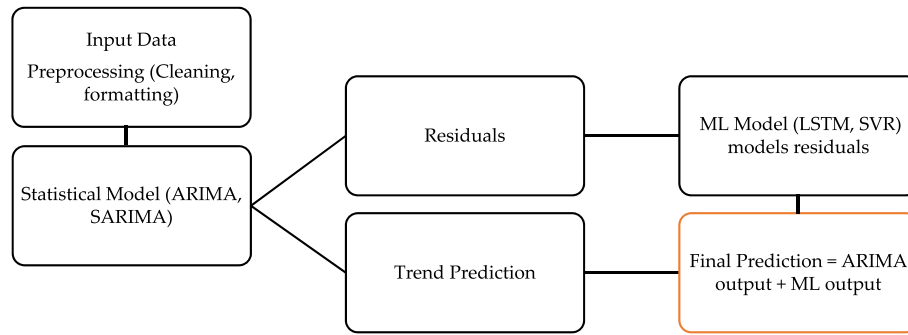 Input Data
Preprocessing (Cleaning,
formatting)
Statistical Model (ARIMA,
SARIMA)
Residuals
Trend Prediction
ML Model (LSTM, SVR)
models residuals
Final Prediction = ARIMA
output + ML output